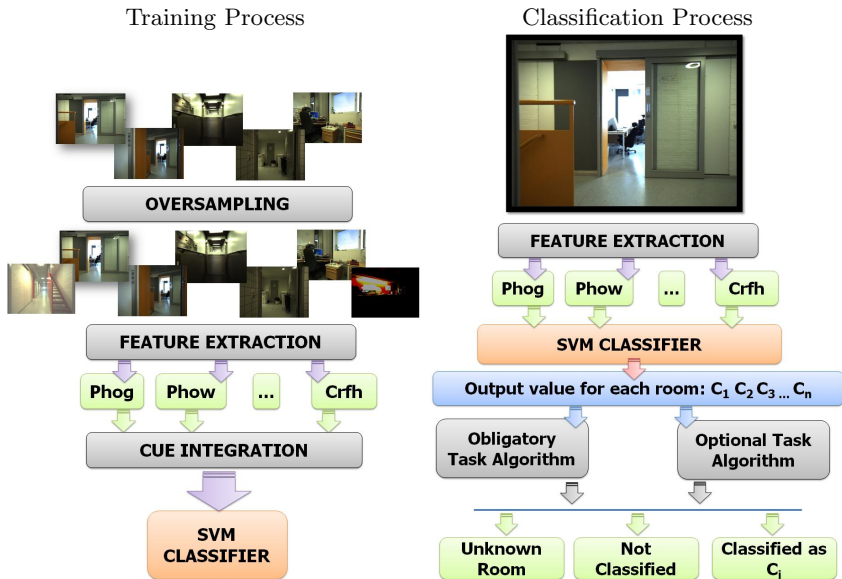 Training Process
OVERSAMPLING
FEATURE EXTRACTION
Phog Phow ... Crfh
CUE INTEGRATION
SVM
CLASSIFIER
Classification Process
FEATURE EXTRACTION
Phog Phow ... Crfh
SVM CLASSIFIER
Output value for each room: C1 C2 C3 ... Cn
Obligatory
Task Algorithm
Optional Task
Algorithm
Unknown
Room
Not
Classified
Classified as
Ci